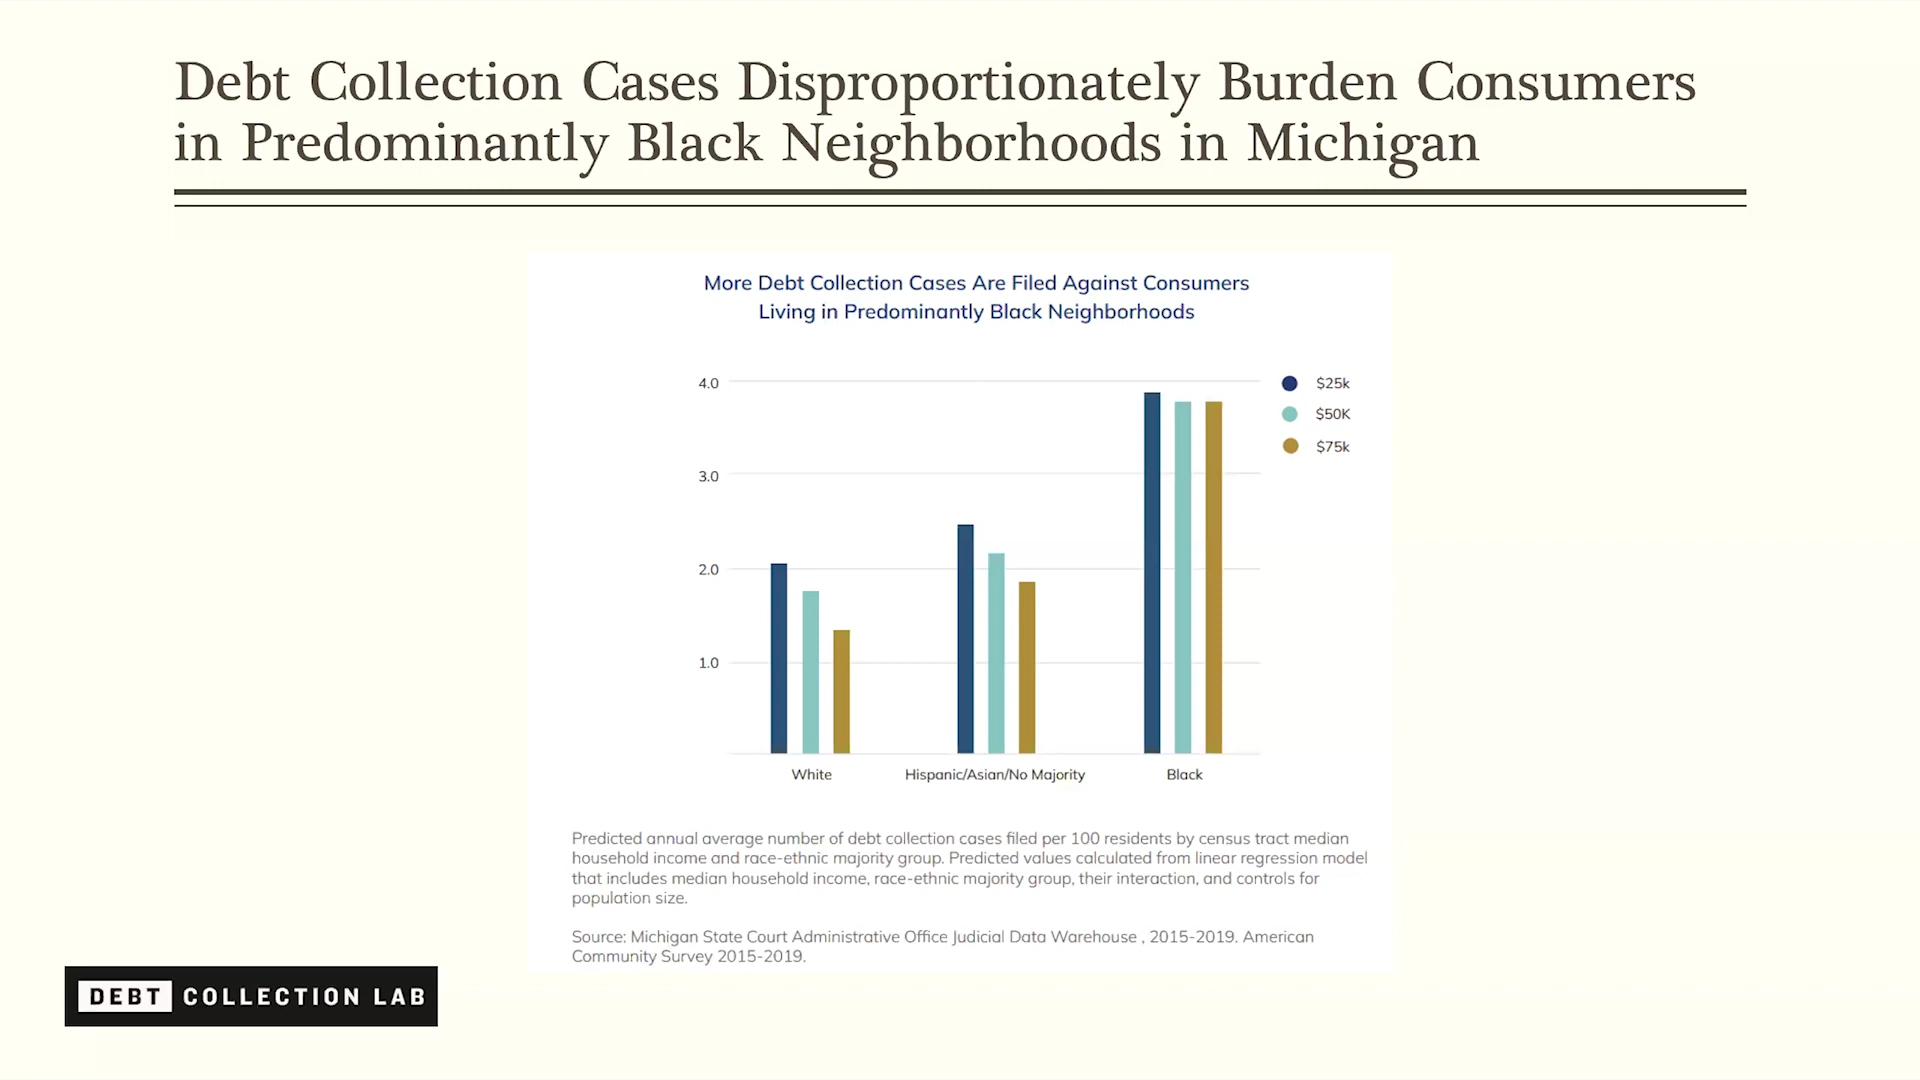 Debt Collection Cases Disproportionately Burden Consumers
in Predominantly Black Neighborhoods in Michigan
More Debt Collection Cases Are Filed Against Consumers
Living in Predominantly Black Neighborhoods
4.0
3.0
2.0
1.0
$25k
$50K
$75k
White
Hispanic/Asian/No Majority
Black
Predicted annual average number of debt collection cases filed per 100 residents by census tract median
household income and race-ethnic majority group. Predicted values calculated from linear regression model
that includes median household income, race-ethnic majority group, their interaction, and controls for
population size.
Source: Michigan State Court Administrative Office Judicial Data Warehouse , 2015-2019. American
Community Survey 2015-2019.
DEBT COLLECTION LAB